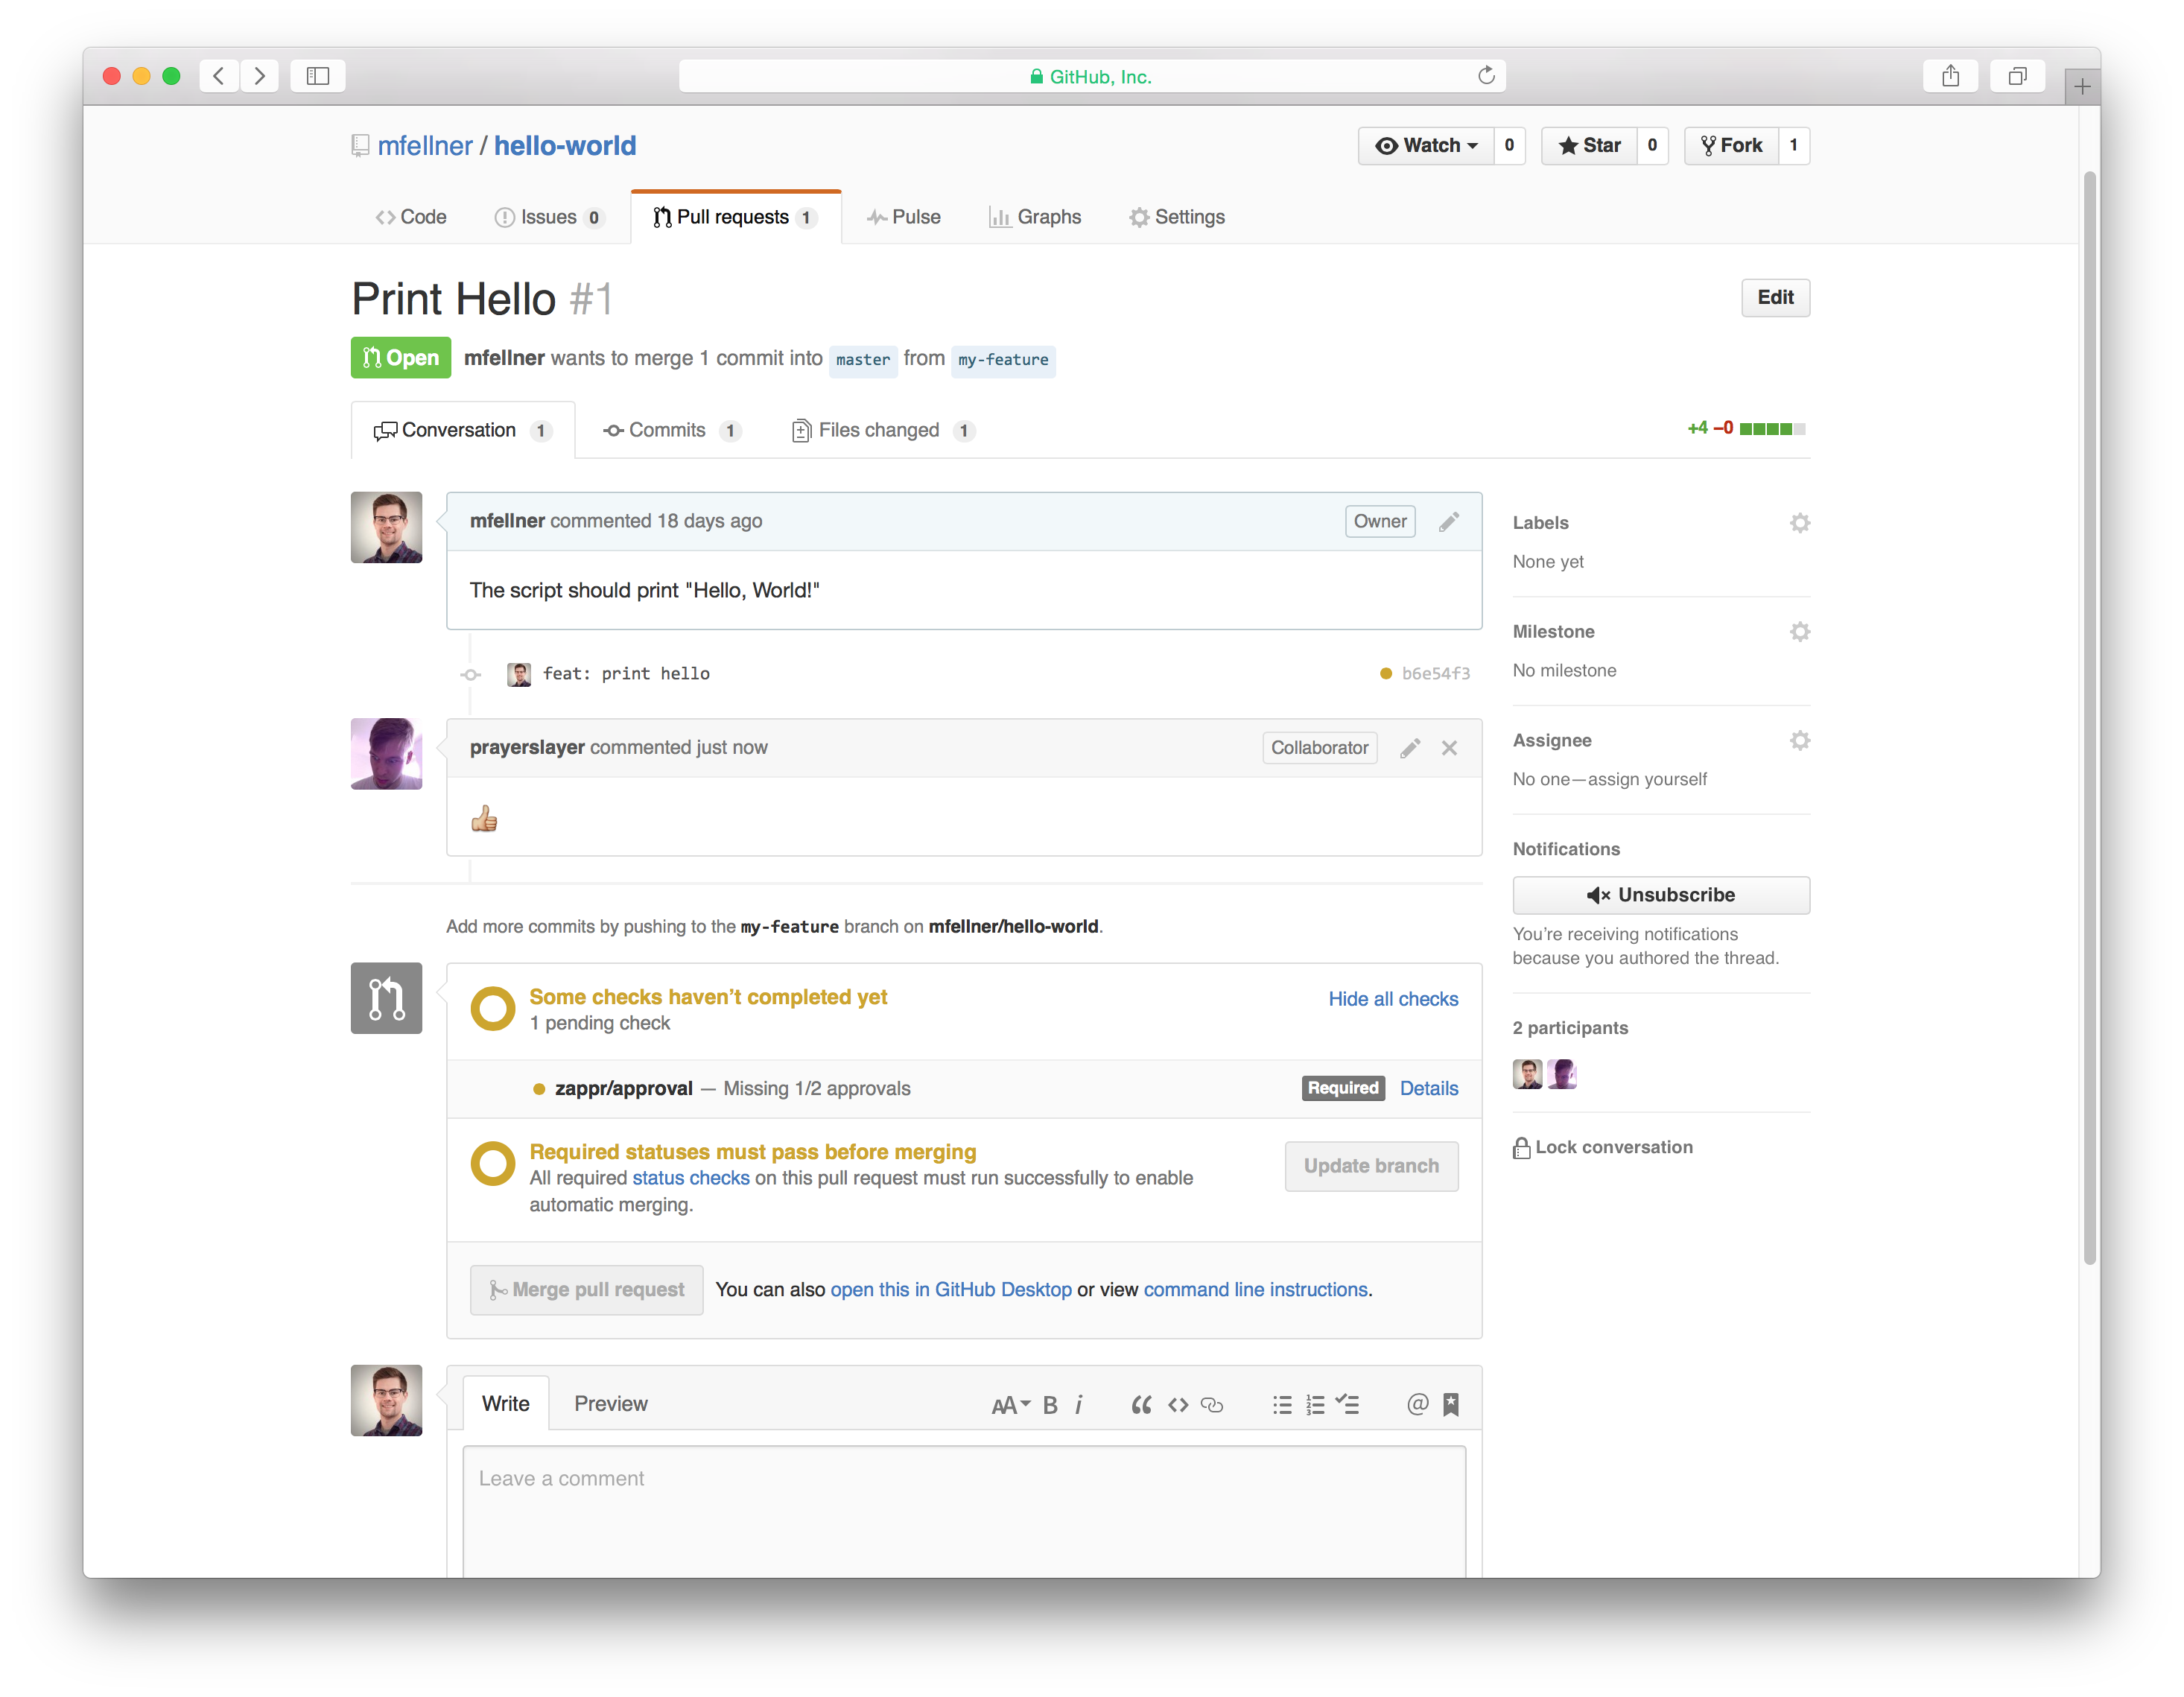 GitHub, Inc.
mfellner / hello-world
Watch 0 Star 0 Fork 1
Code Issues 0 Pull requests 1 Pulse Graphs Settings
Print Hello #1
Edit
Open mfellner wants to merge 1 commit into master from my-feature
Conversation 1 Commits 1 Files changed 1
+4 −0
mfellner commented 18 days ago
Owner
The script should print "Hello, World!"
feat: print hello
b6e54f3
prayerslayer commented just now
Collaborator
Add more commits by pushing to the my-feature branch on mfellner/hello-world.
Some checks haven’t completed yet
Hide all checks
1 pending check
zappr/approval — Missing 1/2 approvals
Required Details
Required statuses must pass before merging
All required status checks on this pull request must run successfully to enable
automatic merging.
Update branch
Merge pull request You can also open this in GitHub Desktop or view command line instructions.
Write Preview
AA B i
Leave a comment
Labels
None yet
Milestone
No milestone
Assignee
No one—assign yourself
Notifications
Unsubscribe
You’re receiving notifications
because you authored the thread.
2 participants
Lock conversation